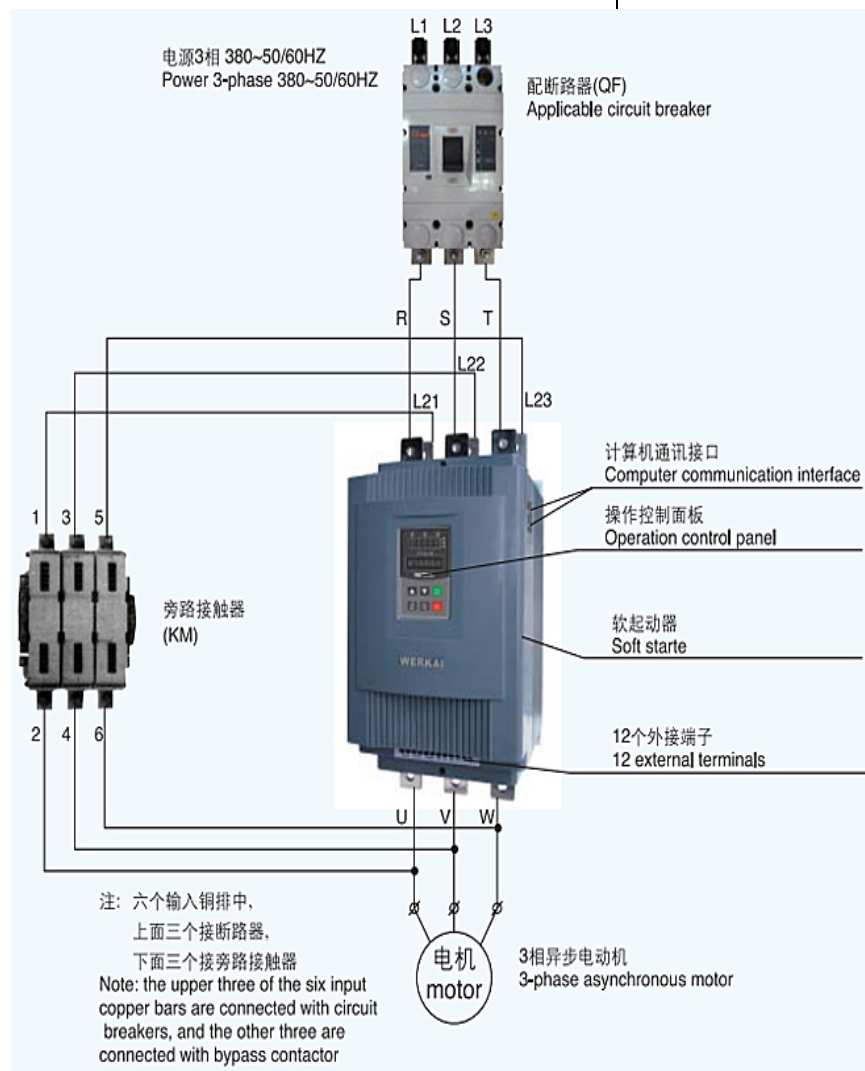 L1 L2 L3
电源3相 380~50/60HZ
Power 3-phase 380~50/60HZ
配断路器(QF)
Applicable circuit breaker
R S T
L22
L21
L23
计算机通讯接口
Computer communication interface
操作控制面板
Operation control panel
1 3 5
旁路接触器
(KM)
软起动器
Soft starte
WERKAI
2 4 6
12个外接端子
12 external terminals
U V W
注: 六个输入铜排中,
上面三个接断路器,
下面三个接旁路接触器
Note: the upper three of the six input
copper bars are connected with circuit
breakers, and the other three are
connected with bypass contactor
电机
motor
3相异步电动机
3-phase asynchronous motor